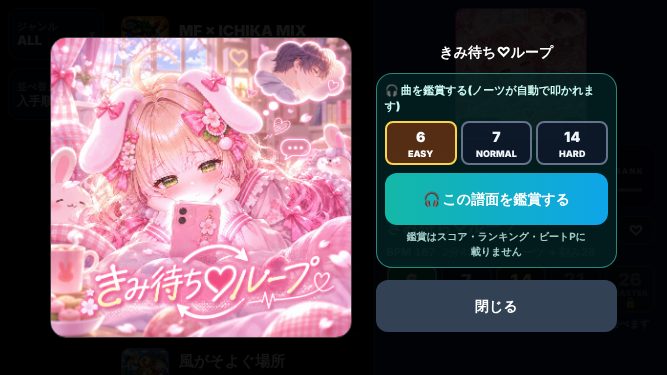 ジャンル
ALL
MF × ICHIKA MIX
並べ替
入手順
きみ待ち♡ループ
きみ待ち♡ループ
🎧 曲を鑑賞する(ノーツが自動で叩かれま
す)
6
EASY
7
NORMAL
14
HARD
🎧 この譜面を鑑賞する
鑑賞はスコア・ランキング・ビートPに
載りません
閉じる
26
風がそよぐ場所